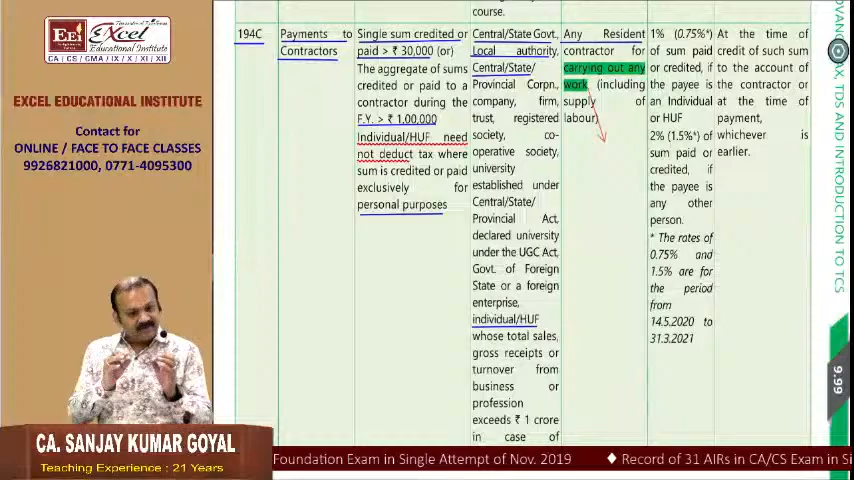 EEi
EXCEL
Educational Institute
CA | CS | CMA | IX | X | XI | XII
EXCEL EDUCATIONAL INSTITUTE
Contact for
ONLINE / FACE TO FACE CLASSES
9926821000, 0771-4095300
course.
194C
Payments to
Contractors
Single sum credited or
paid > ₹ 30,000 (or)
The aggregate of sums
credited or paid to a
contractor during the
F.Y. > ₹ 1,00,000
Individual/HUF need
not deduct tax where
sum is credited or paid
exclusively for
personal purposes
Central/State Govt.,
Local authority,
Central/State/
Provincial Corpn.,
company, firm,
trust, registered
society, co-
operative society,
university
established under
Central/State/
Provincial Act,
declared university
under the UGC Act,
Govt. of Foreign
State or a foreign
enterprise,
individual/HUF
whose total sales,
gross receipts or
turnover from
business or
profession
exceeds ₹ 1 crore
in case of
Any Resident
contractor for
carrying out any
work (including
supply of
labour)
1% (0.75%*)
of sum paid
or credited, if
the payee is
an Individual
or HUF
2% (1.5%*) of
sum paid or
credited, if
the payee is
any other
person.
* The rates of
0.75% and
1.5% are for
the period
from
14.5.2020 to
31.3.2021
At the time of
credit of such sum
to the account of
the contractor or
at the time of
payment,
whichever is
earlier.
AX, TDS AND INTRODUCTION TO TCS
9.99
CA. SANJAY KUMAR GOYAL
Teaching Experience : 21 Years
Foundation Exam in Single Attempt of Nov. 2019 ◆ Record of 31 AIRs in CA/CS Exam in Si